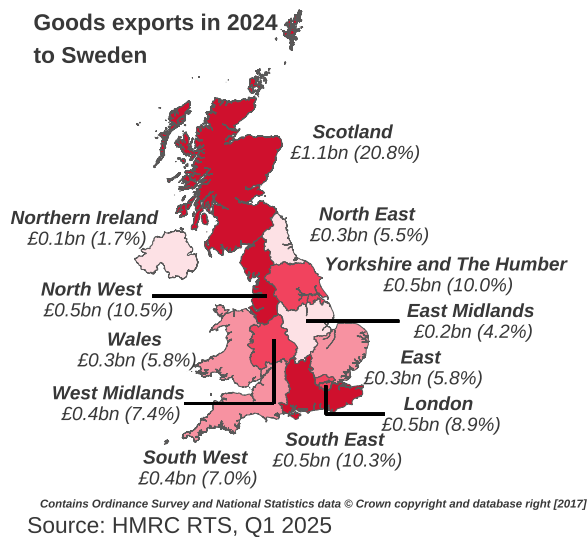 Goods exports in 2024
to Sweden
Scotland
£1.1bn (20.8%)
Northern Ireland
£0.1bn (1.7%)
North East
£0.3bn (5.5%)
Yorkshire and The Humber
£0.5bn (10.0%)
North West
£0.5bn (10.5%)
East Midlands
£0.2bn (4.2%)
Wales
£0.3bn (5.8%)
East
£0.3bn (5.8%)
West Midlands
£0.4bn (7.4%)
London
£0.5bn (8.9%)
South East
£0.5bn (10.3%)
South West
£0.4bn (7.0%)
Contains Ordinance Survey and National Statistics data © Crown copyright and database right [2017]
Source: HMRC RTS, Q1 2025